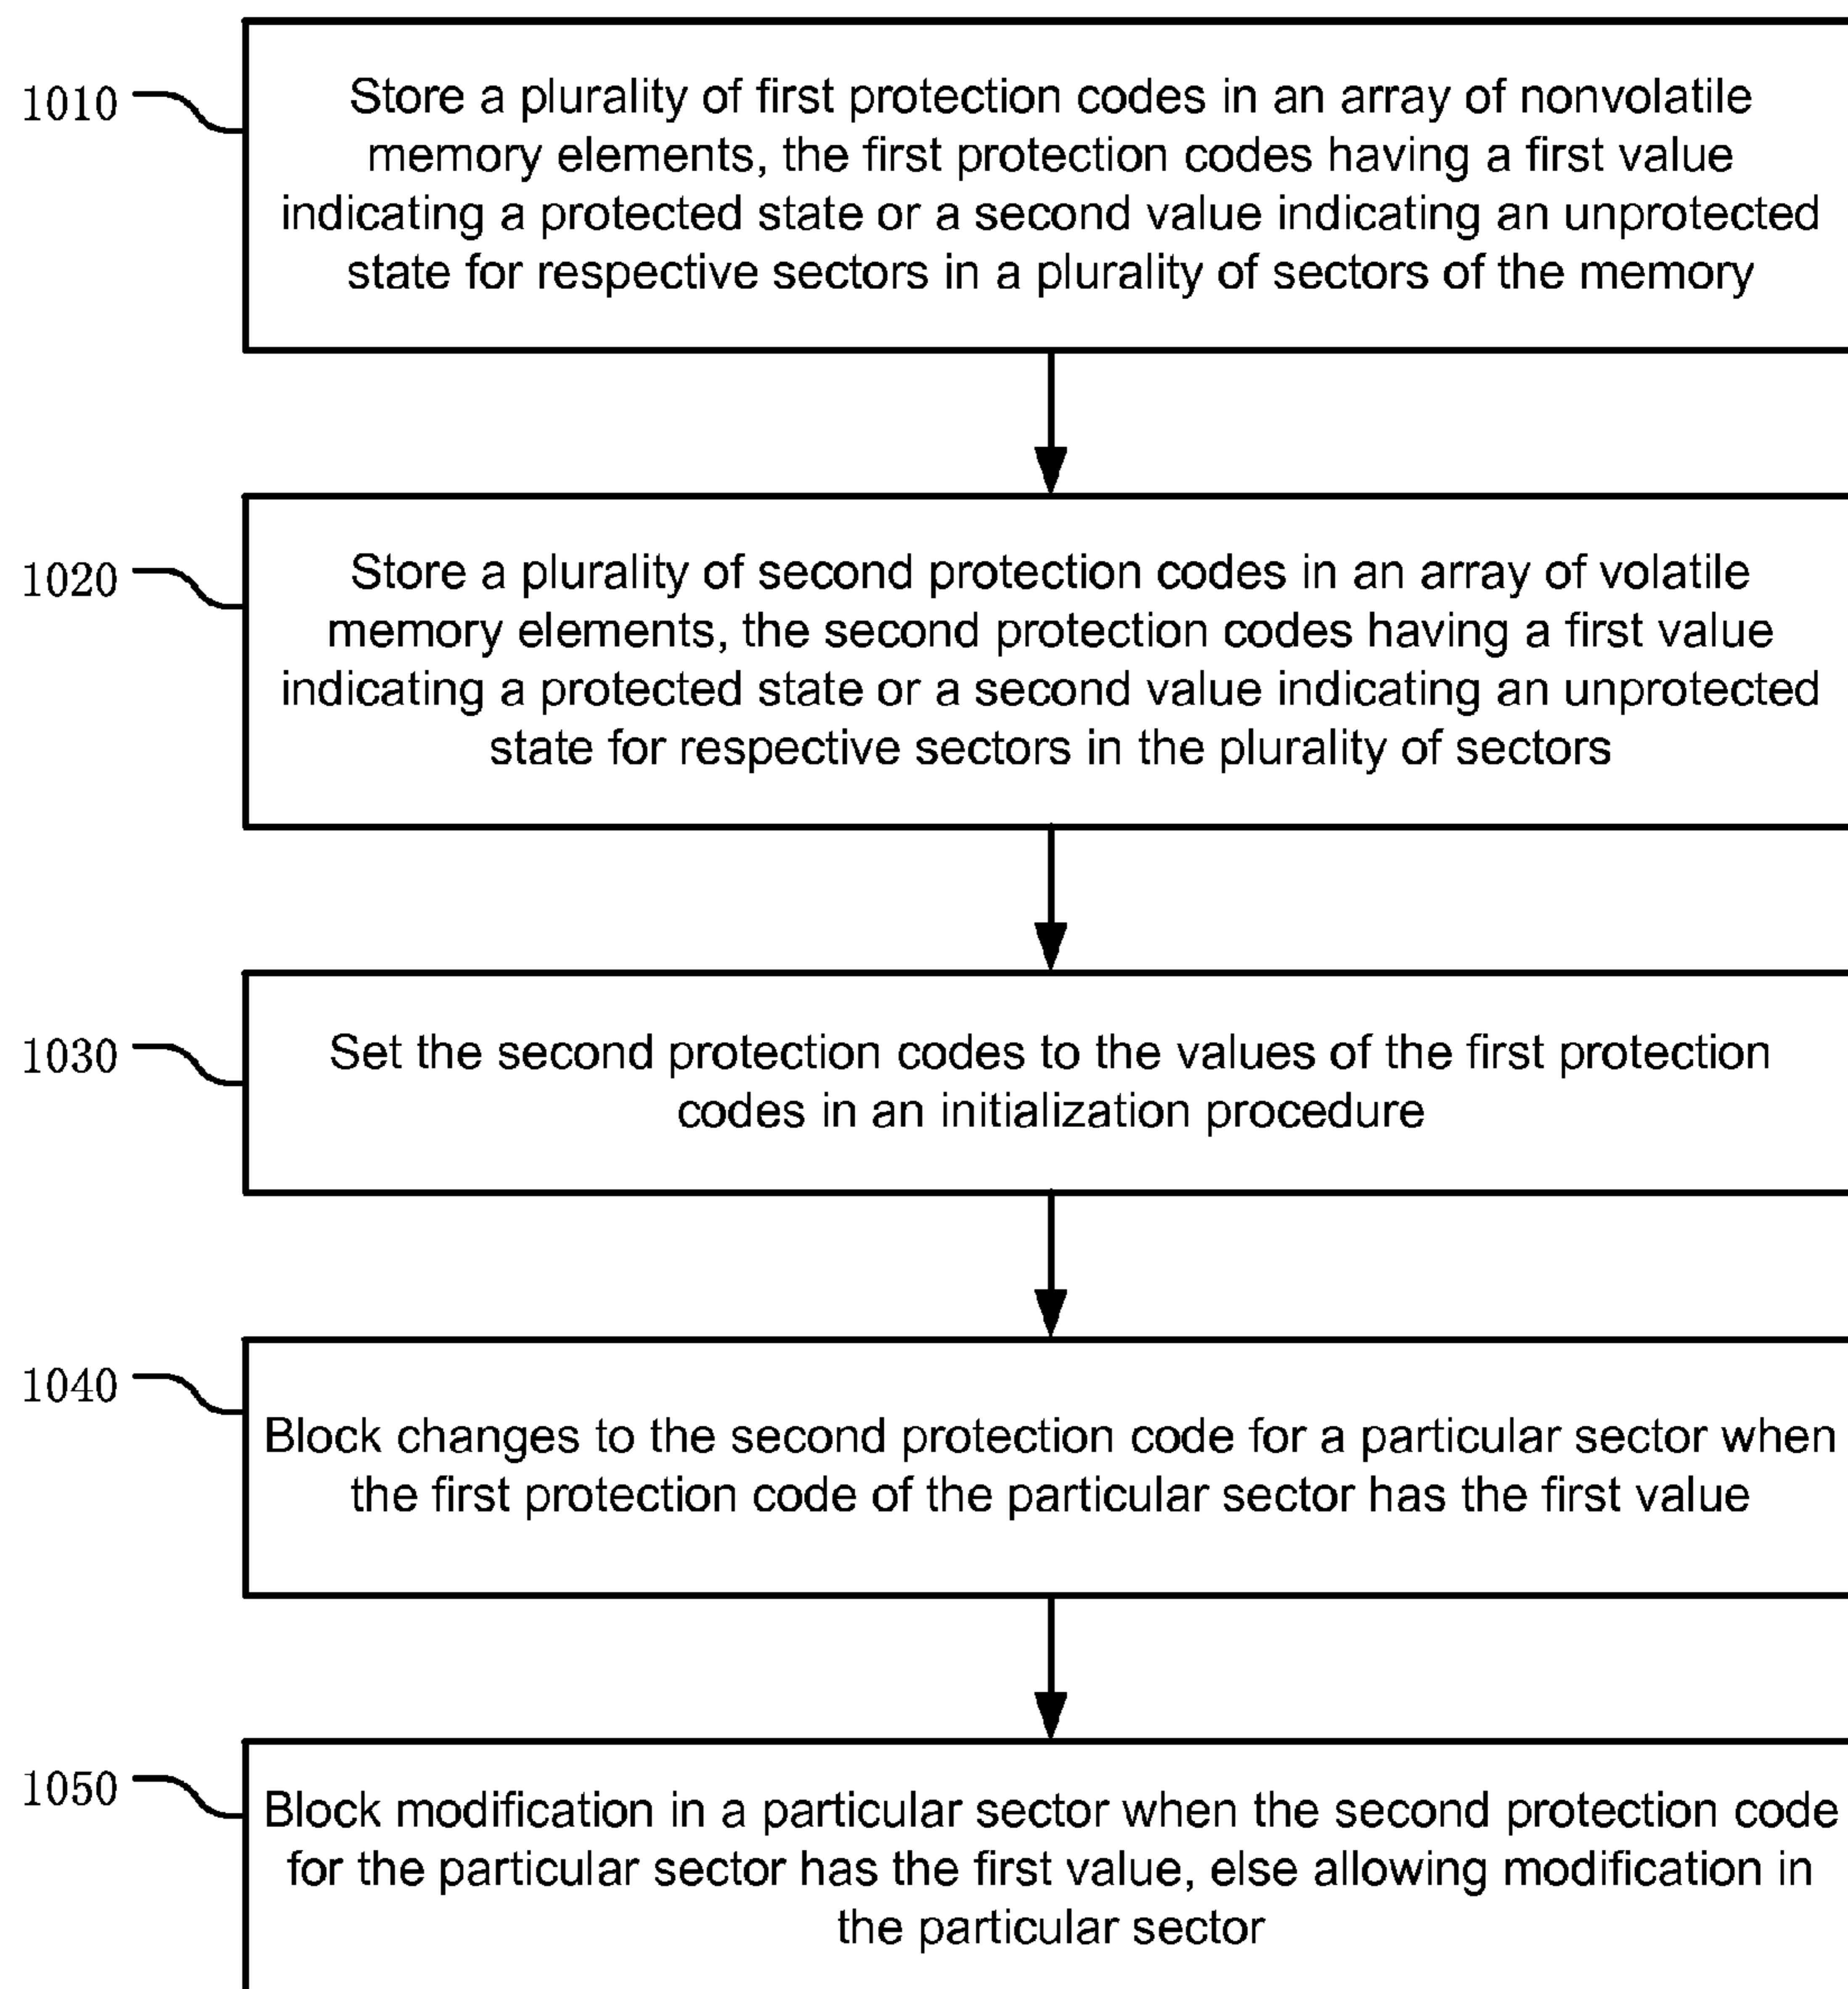 1010
Store a plurality of first protection codes in an array of nonvolatile
memory elements, the first protection codes having a first value
indicating a protected state or a second value indicating an unprotected
state for respective sectors in a plurality of sectors of the memory
1020
Store a plurality of second protection codes in an array of volatile
memory elements, the second protection codes having a first value
indicating a protected state or a second value indicating an unprotected
state for respective sectors in the plurality of sectors
1030
Set the second protection codes to the values of the first protection
codes in an initialization procedure
1040
Block changes to the second protection code for a particular sector when
the first protection code of the particular sector has the first value
1050
Block modification in a particular sector when the second protection code
for the particular sector has the first value, else allowing modification in
the particular sector